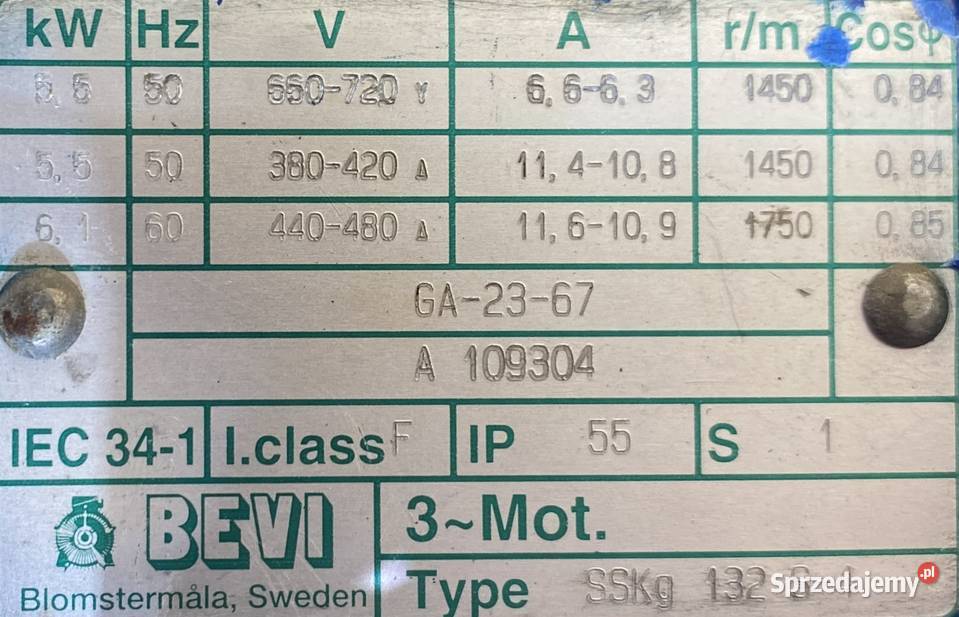 kW Hz V A r/m Cosφ
5,5 50 660-720 Y 6,6-6,3 1450 0,84
5,5 50 380-420 Δ 11,4-10,8 1450 0,84
6,1 60 440-480 Δ 11,6-10,9 1750 0,85
GA-23-67
A 109304
IEC 34-1 I.class F IP 55 S 1
BEVI 3~Mot.
Blomstermåla, Sweden Type SSKg 132
Sprzedajemy.pl